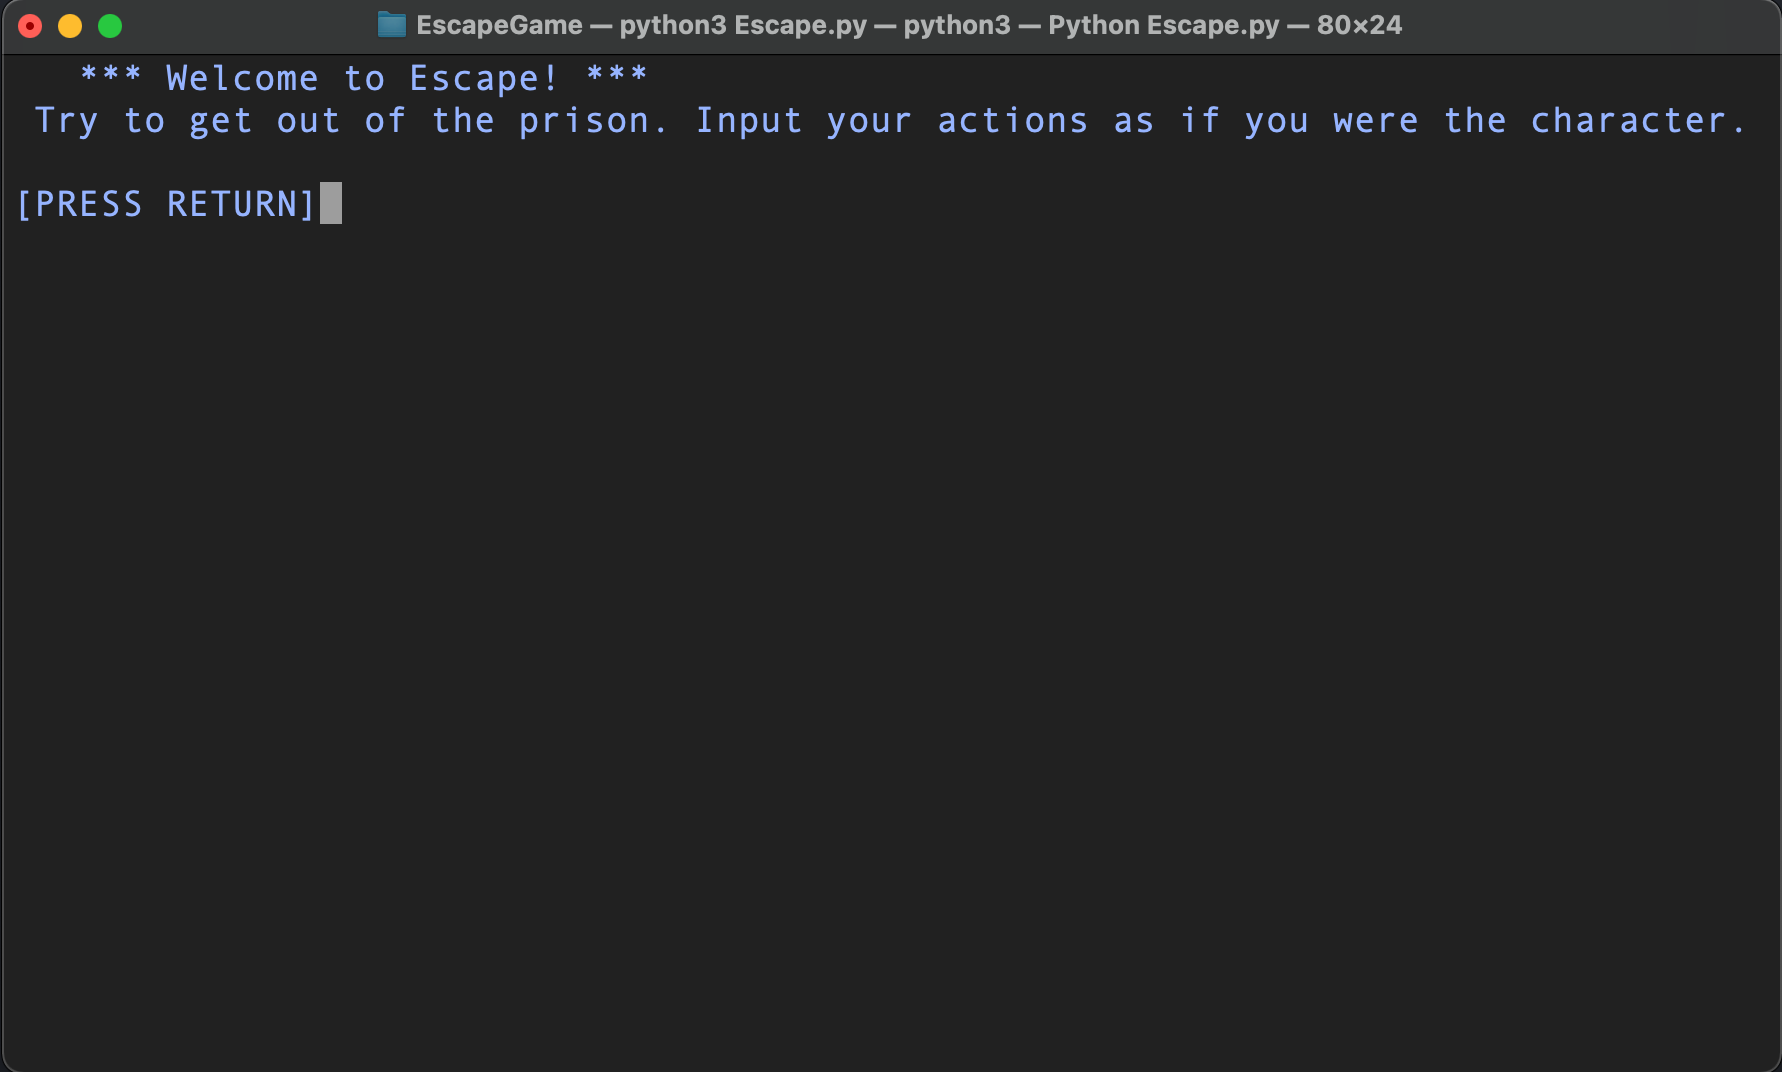 EscapeGame — python3 Escape.py — python3 — Python Escape.py — 80×24
*** Welcome to Escape! ***
Try to get out of the prison. Input your actions as if you were the character.
[PRESS RETURN]